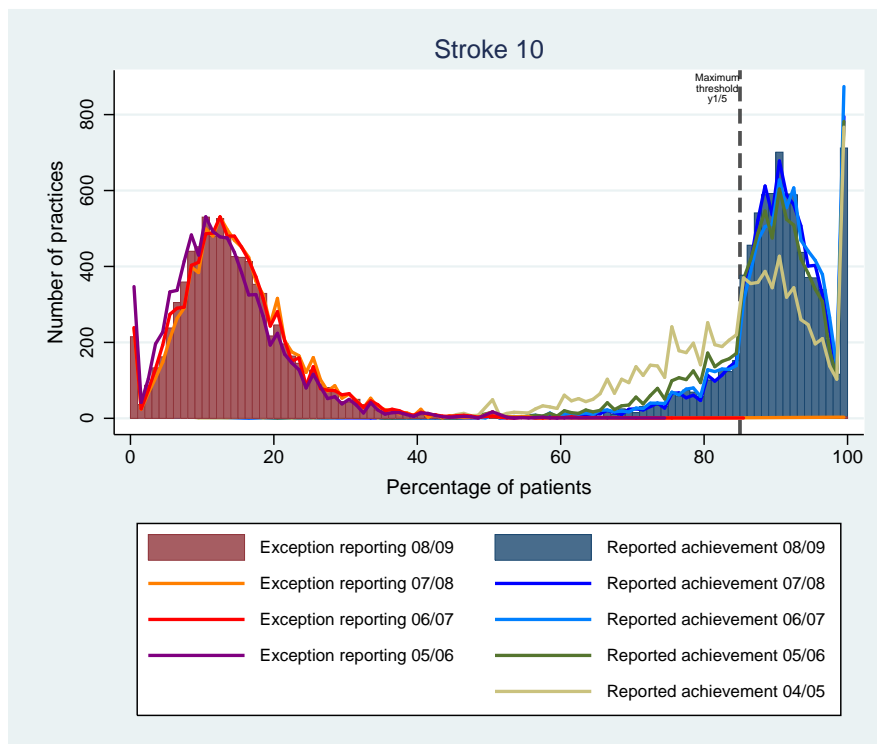 Stroke 10
Maximum
threshold
y1/5
800
600
400
200
0
Number of practices
0 20 40 60 80 100
Percentage of patients
Exception reporting 08/09 Reported achievement 08/09
Exception reporting 07/08 Reported achievement 07/08
Exception reporting 06/07 Reported achievement 06/07
Exception reporting 05/06 Reported achievement 05/06
Reported achievement 04/05